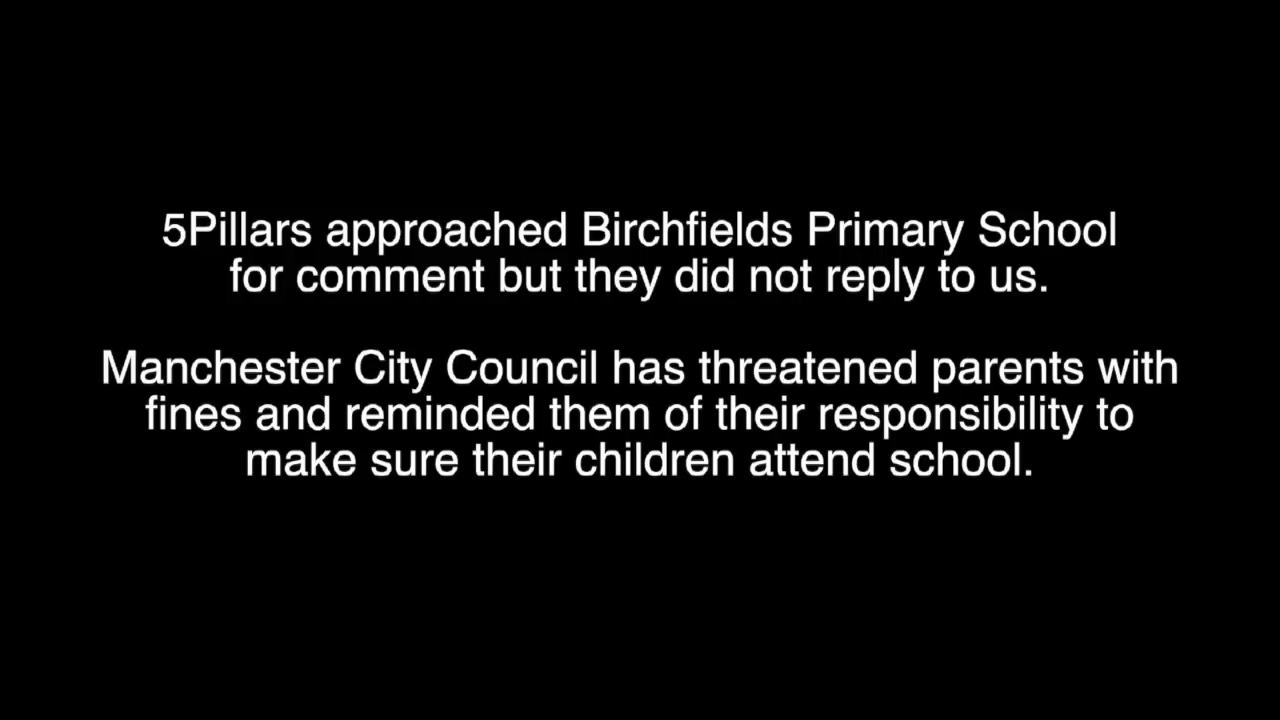 5Pillars approached Birchfields Primary School
for comment but they did not reply to us.
Manchester City Council has threatened parents with
fines and reminded them of their responsibility to
make sure their children attend school.